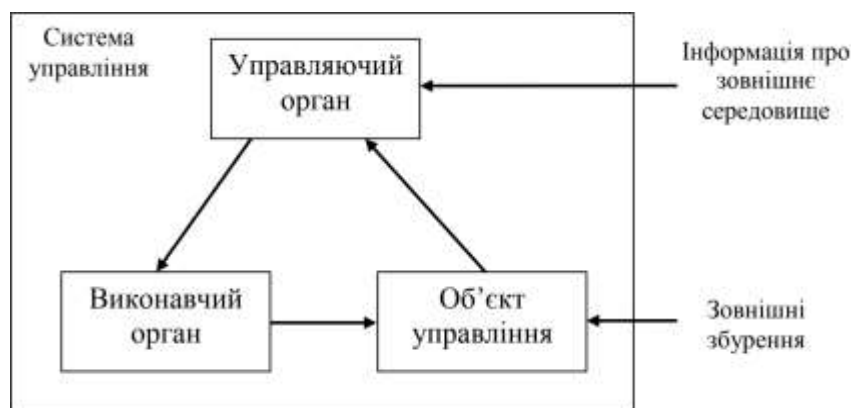 Система
управління
Управляючий
орган
Інформація про
зовнішнє
середовище
Виконавчий
орган
Об’єкт
управління
Зовнішні
збурення